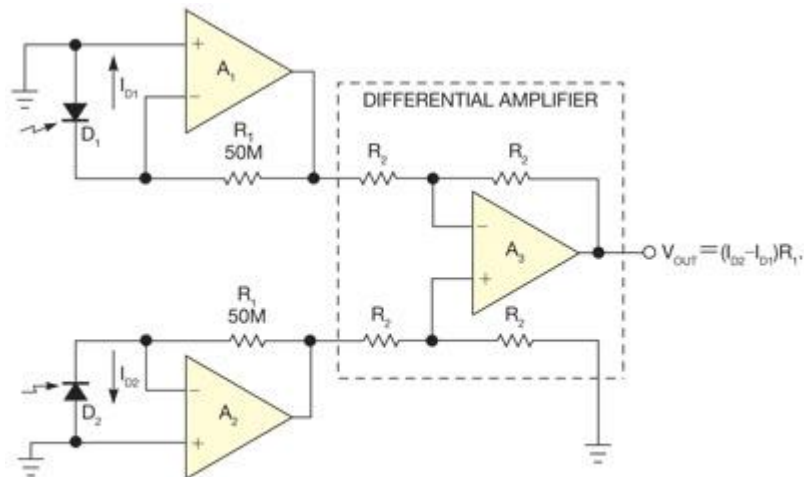 +
A₁
I_D1
−
D₁
R₁
50M
DIFFERENTIAL AMPLIFIER
R₂
R₂
−
A₃
+
V_OUT=(I_D2−I_D1)R₁.
R₁
50M
R₂
R₂
I_D2
−
D₂
A₂
+